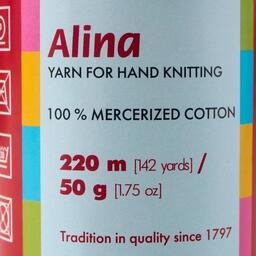 Alina
YARN FOR HAND KNITTING
100 % MERCERIZED COTTON
220 m [142 yards] /
50 g [1.75 oz]
Tradition in quality since 1797